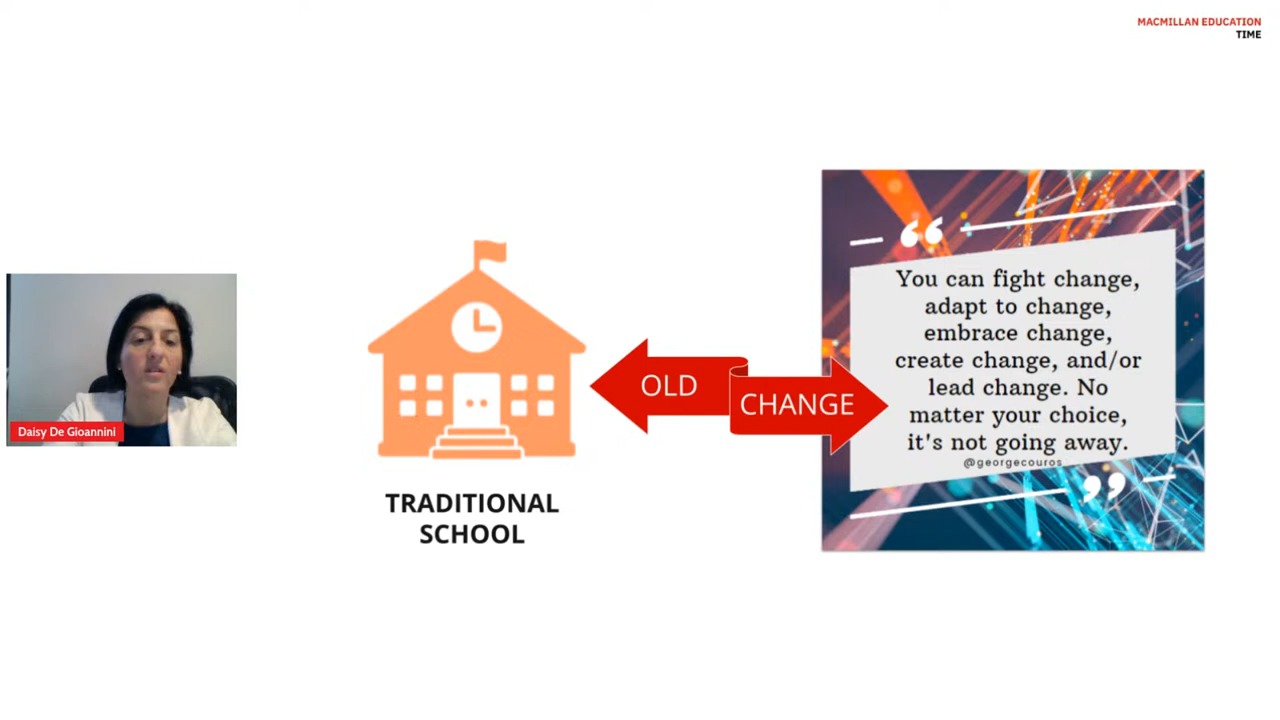 MACMILLAN EDUCATION
TIME
Daisy De Gioannini
TRADITIONAL
SCHOOL
OLD
CHANGE
“
You can fight change,
adapt to change,
embrace change,
create change, and/or
lead change. No
matter your choice,
it's not going away.
@georgecouros
”